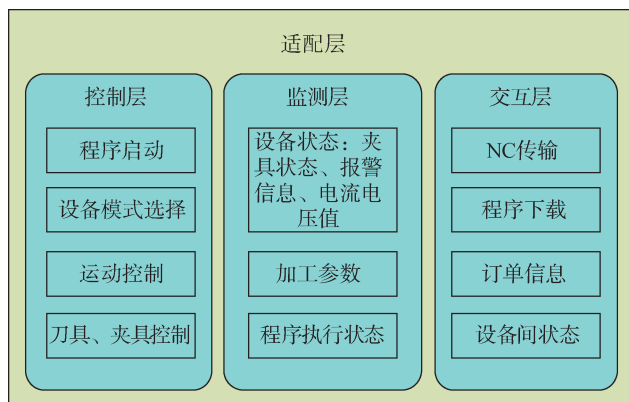 适配层
控制层
程序启动
设备模式选择
运动控制
刀具、夹具控制
监测层
设备状态：夹
具状态、报警
信息、电流电
压值
加工参数
程序执行状态
交互层
NC传输
程序下载
订单信息
设备间状态